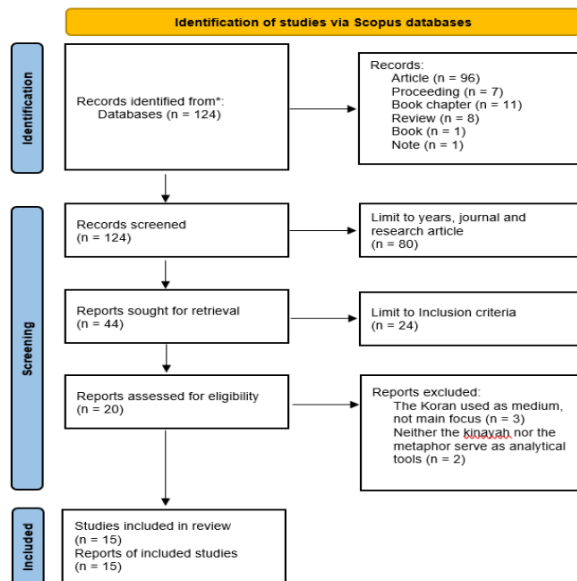 Identification of studies via Scopus databases
Identification
Records identified from*:
Databases (n = 124)
Records:
Article (n = 96)
Proceeding (n = 7)
Book chapter (n = 11)
Review (n = 8)
Book (n = 1)
Note (n = 1)
Screening
Records screened
(n = 124)
Limit to years, journal and
research article
(n = 80)
Reports sought for retrieval
(n = 44)
Limit to Inclusion criteria
(n = 24)
Reports assessed for eligibility
(n = 20)
Reports excluded:
The Koran used as medium,
not main focus (n = 3)
Neither the kinayah nor the
metaphor serve as analytical
tools (n = 2)
Included
Studies included in review
(n = 15)
Reports of included studies
(n = 15)